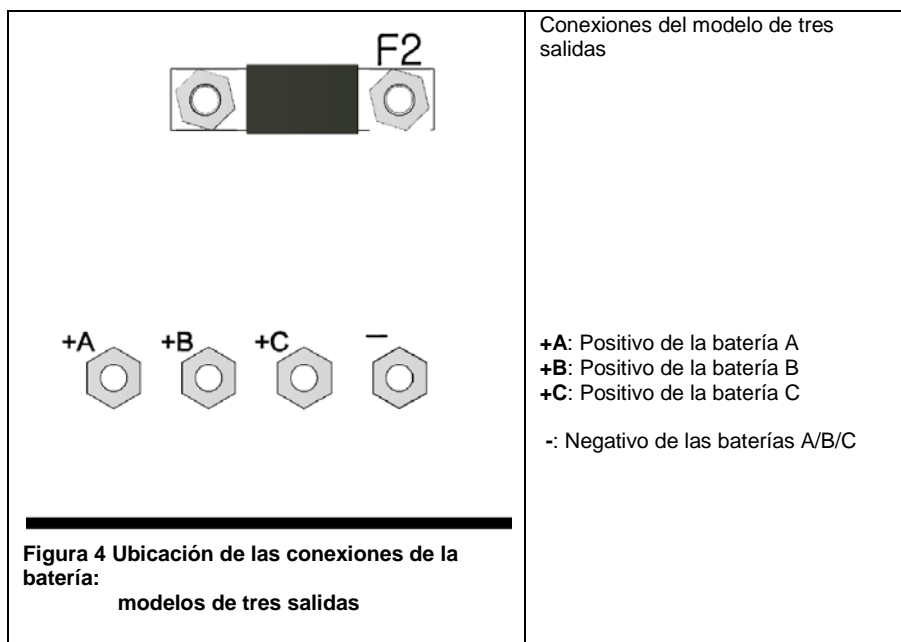 F2
+A +B +C −
Figura 4 Ubicación de las conexiones de la
batería:
modelos de tres salidas
Conexiones del modelo de tres
salidas
+A: Positivo de la batería A
+B: Positivo de la batería B
+C: Positivo de la batería C
-: Negativo de las baterías A/B/C